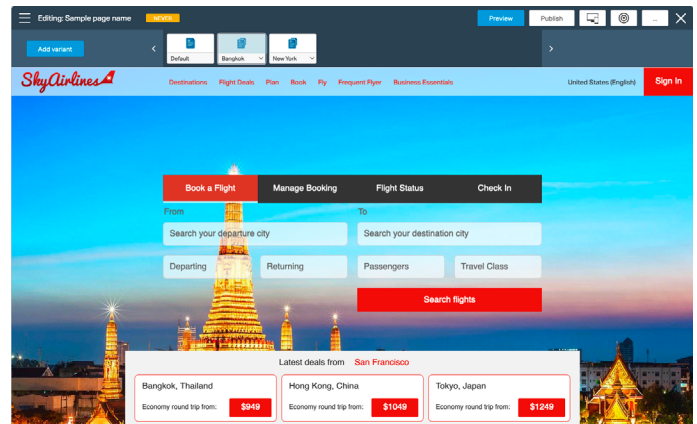 Editing: Sample page name
NEVER
Preview
Publish
...
Add variant
Default
Bangkok
New York
SkyAirlines
Destinations Flight Deals Plan Book Fly Frequent Flyer Business Essentials
United States (English)
Sign In
Book a Flight
Manage Booking
Flight Status
Check In
From
To
Search your departure city
Search your destination city
Departing
Returning
Passengers
Travel Class
Search flights
Latest deals from San Francisco
Bangkok, Thailand
Economy round trip from: $949
Hong Kong, China
Economy round trip from: $1049
Tokyo, Japan
Economy round trip from: $1249